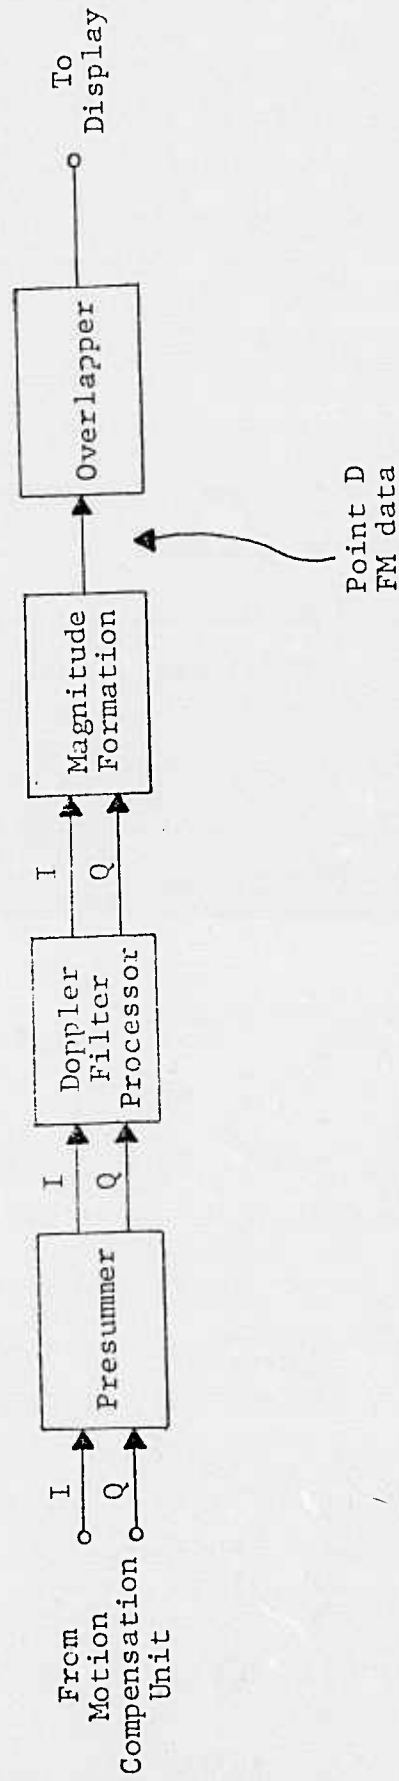 From
Motion
Compensation
Unit
I
Q
Presummer
I
Q
Doppler
Filter
Processor
I
Q
Magnitude
Formation
Point D
FM data
Overlapper
To
Display